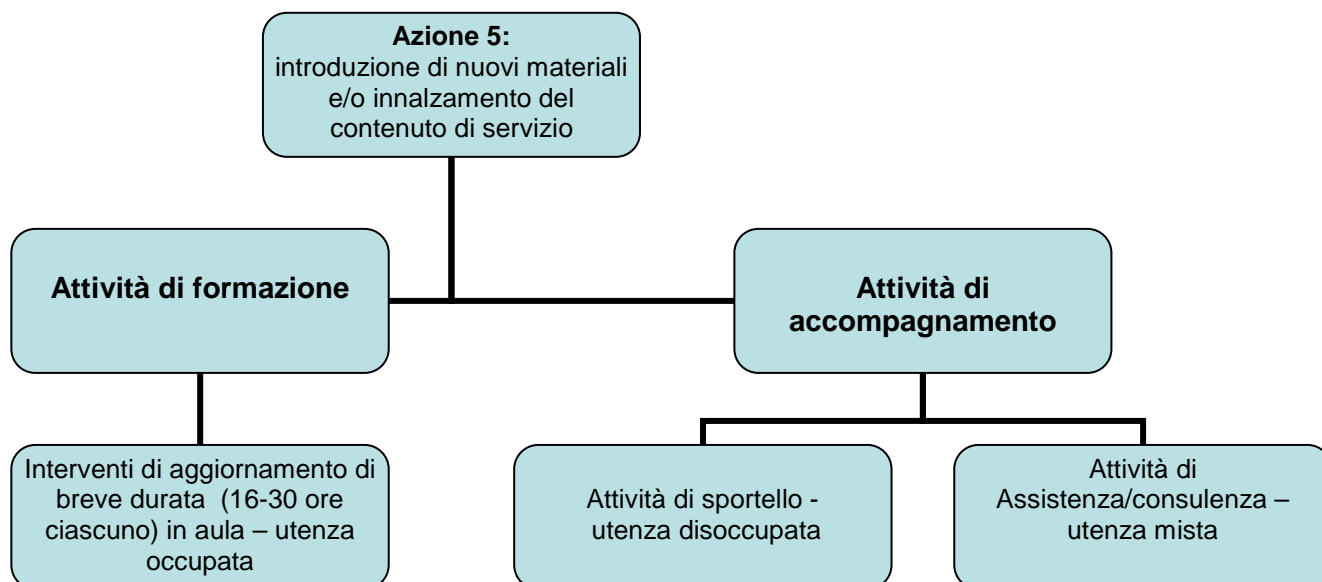 Azione 5:
introduzione di nuovi materiali
e/o innalzamento del
contenuto di servizio
Attività di formazione
Attività di
accompagnamento
Interventi di aggiornamento di
breve durata (16-30 ore
ciascuno) in aula – utenza
occupata
Attività di sportello -
utenza disoccupata
Attività di
Assistenza/consulenza –
utenza mista